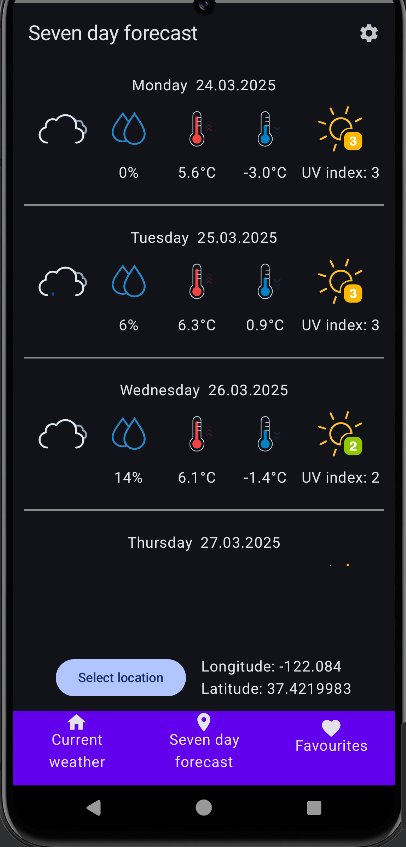 Seven day forecast
Monday 24.03.2025
3
0% 5.6°C -3.0°C UV index: 3
Tuesday 25.03.2025
3
6% 6.3°C 0.9°C UV index: 3
Wednesday 26.03.2025
2
14% 6.1°C -1.4°C UV index: 2
Thursday 27.03.2025
Select location
Longitude: -122.084
Latitude: 37.4219983
Current
weather
Seven day
forecast
Favourites